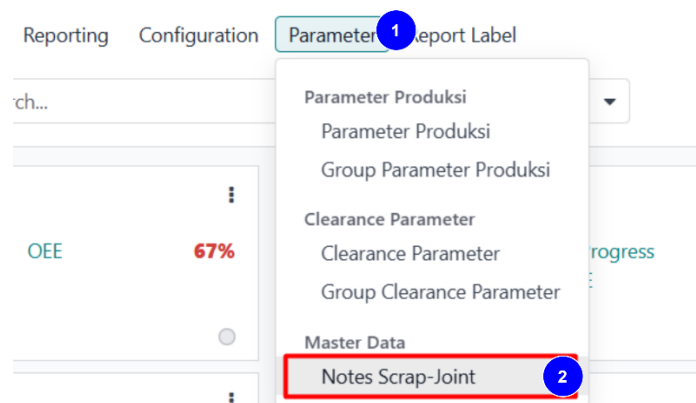 Reporting Configuration Parameter 1 eport Label
rch...
Parameter Produksi
Parameter Produksi
Group Parameter Produksi
Clearance Parameter
OEE 67% Clearance Parameter rogress
Group Clearance Parameter
Master Data
Notes Scrap-Joint 2